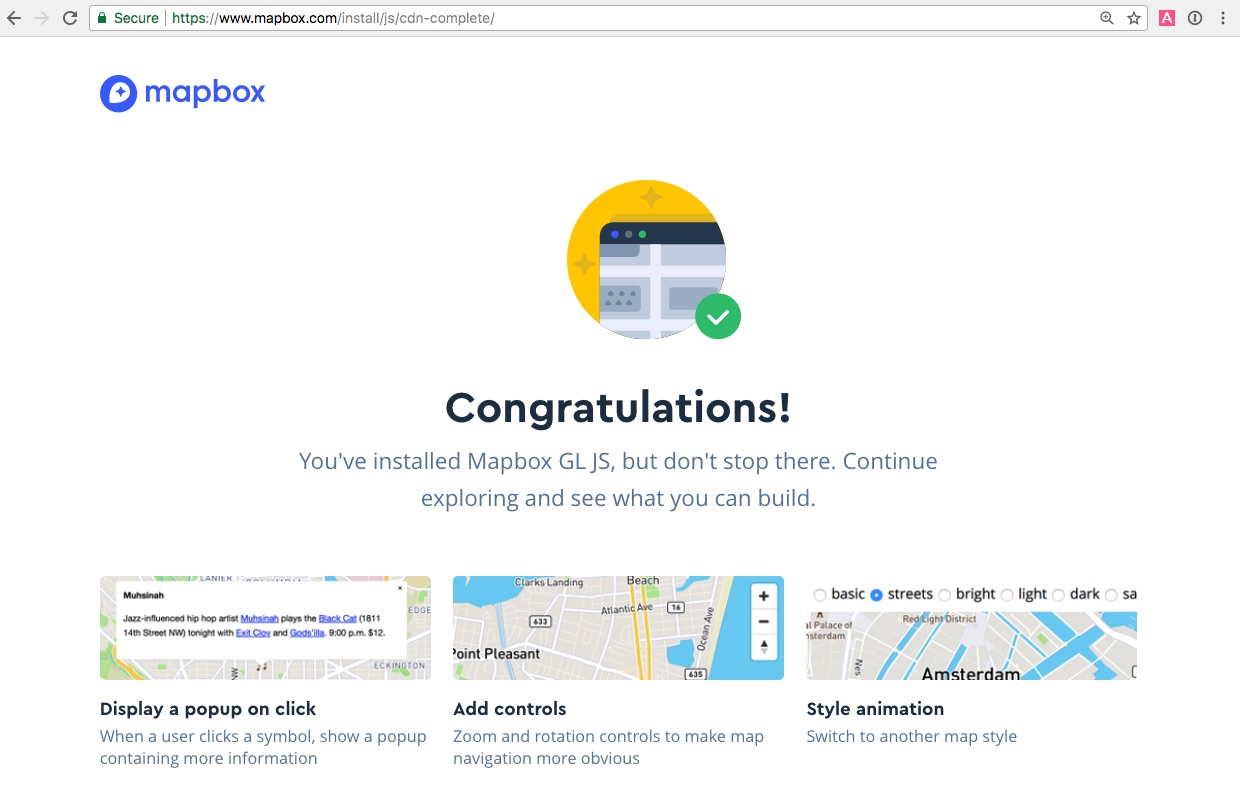 Secure https://www.mapbox.com/install/js/cdn-complete/
A
mapbox
Congratulations!
You've installed Mapbox GL JS, but don't stop there. Continue
exploring and see what you can build.
Muhsinah
×
Jazz-influenced hip hop artist Muhsinah plays the Black Cat (1811
14th Street NW) tonight with Exit Clov and Gods'illa. 9:00 p.m. $12.
EDGE
ECKINGTON
NW
Clarks Landing
Beach
Atlantic Ave
16
633
Ocean Ave
Point Pleasant
635
basic streets bright light dark sa
al Palace of
msterdam
Red Light District
Nes
Amsterdam
Display a popup on click
When a user clicks a symbol, show a popup
containing more information
Add controls
Zoom and rotation controls to make map
navigation more obvious
Style animation
Switch to another map style